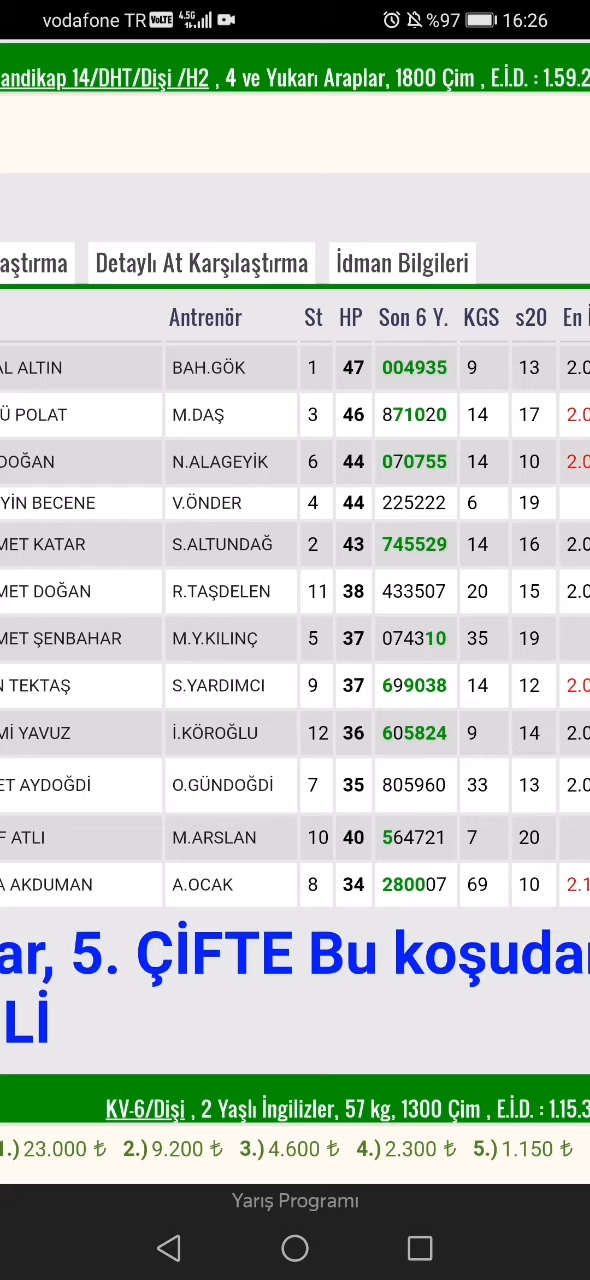 vodafone TR VoLTE 4.5G %97 16:26
andikap 14/DHT/Dişi /H2 , 4 ve Yukarı Araplar, 1800 Çim , E.İ.D. : 1.59.2
aştırma Detaylı At Karşılaştırma İdman Bilgileri
Antrenör St HP Son 6 Y. KGS s20 En İ
AL ALTIN BAH.GÖK 1 47 004935 9 13 2.0
Ü POLAT M.DAŞ 3 46 871020 14 17 2.0
DOĞAN N.ALAGEYİK 6 44 070755 14 10 2.0
YİN BECENE V.ÖNDER 4 44 225222 6 19
MET KATAR S.ALTUNDAĞ 2 43 745529 14 16 2.0
MET DOĞAN R.TAŞDELEN 11 38 433507 20 15 2.0
MET ŞENBAHAR M.Y.KILINÇ 5 37 074310 35 19
N TEKTAŞ S.YARDIMCI 9 37 699038 14 12 2.0
Mİ YAVUZ İ.KÖROĞLU 12 36 605824 9 14 2.0
ET AYDOĞDİ O.GÜNDOĞDİ 7 35 805960 33 13 2.0
F ATLI M.ARSLAN 10 40 564721 7 20
A AKDUMAN A.OCAK 8 34 280007 69 10 2.1
ar, 5. ÇİFTE Bu koşudan
Lİ
KV-6/Dişi , 2 Yaşlı İngilizler, 57 kg, 1300 Çim , E.İ.D. : 1.15.3
1.) 23.000 ₺ 2.) 9.200 ₺ 3.) 4.600 ₺ 4.) 2.300 ₺ 5.) 1.150 ₺
Yarış Programı